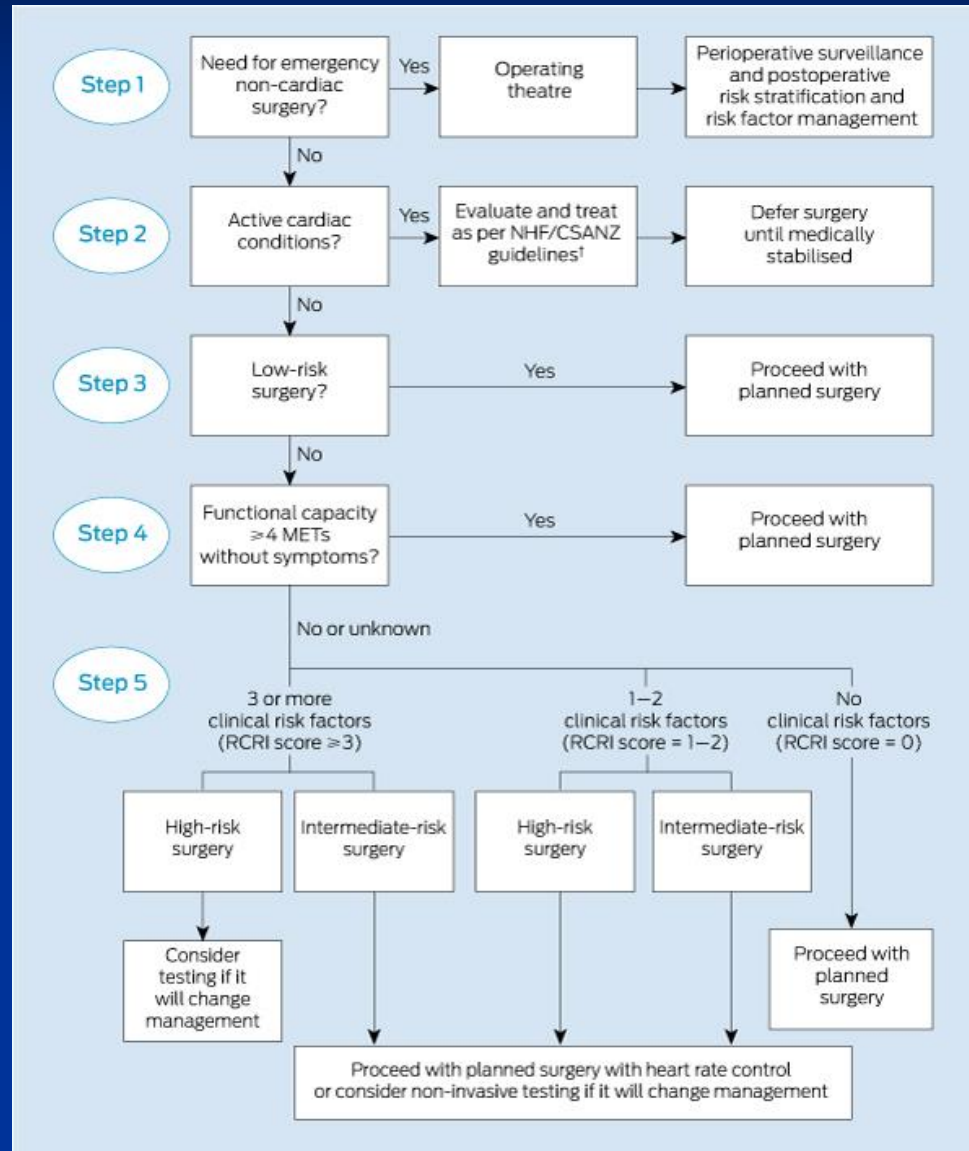 Step 1
Need for emergency
non-cardiac
surgery?
Yes
Operating
theatre
Perioperative surveillance
and postoperative
risk stratification and
risk factor management
No
Step 2
Active cardiac
conditions?
Yes
Evaluate and treat
as per NHF/CSANZ
guidelines†
Defer surgery
until medically
stabilised
No
Step 3
Low-risk
surgery?
Yes
Proceed with
planned surgery
No
Step 4
Functional capacity
⩾4 METs
without symptoms?
Yes
Proceed with
planned surgery
No or unknown
Step 5
3 or more
clinical risk factors
(RCRI score ⩾3)
1–2
clinical risk factors
(RCRI score = 1–2)
No
clinical risk factors
(RCRI score = 0)
High-risk
surgery
Intermediate-risk
surgery
High-risk
surgery
Intermediate-risk
surgery
Consider
testing if it
will change
management
Proceed with
planned
surgery
Proceed with planned surgery with heart rate control
or consider non-invasive testing if it will change management